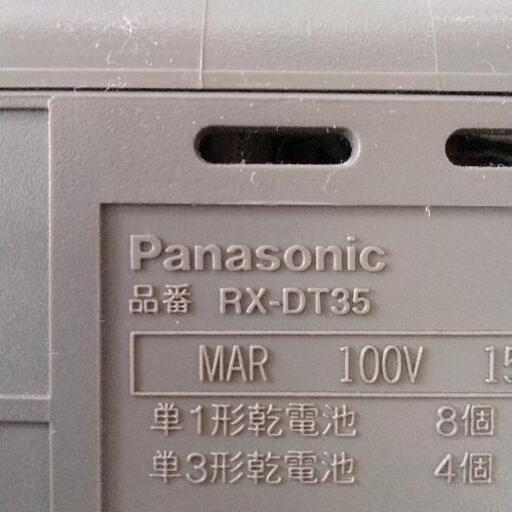 Panasonic
品番 RX-DT35
MAR 100V 15
単1形乾電池 8個
単3形乾電池 4個